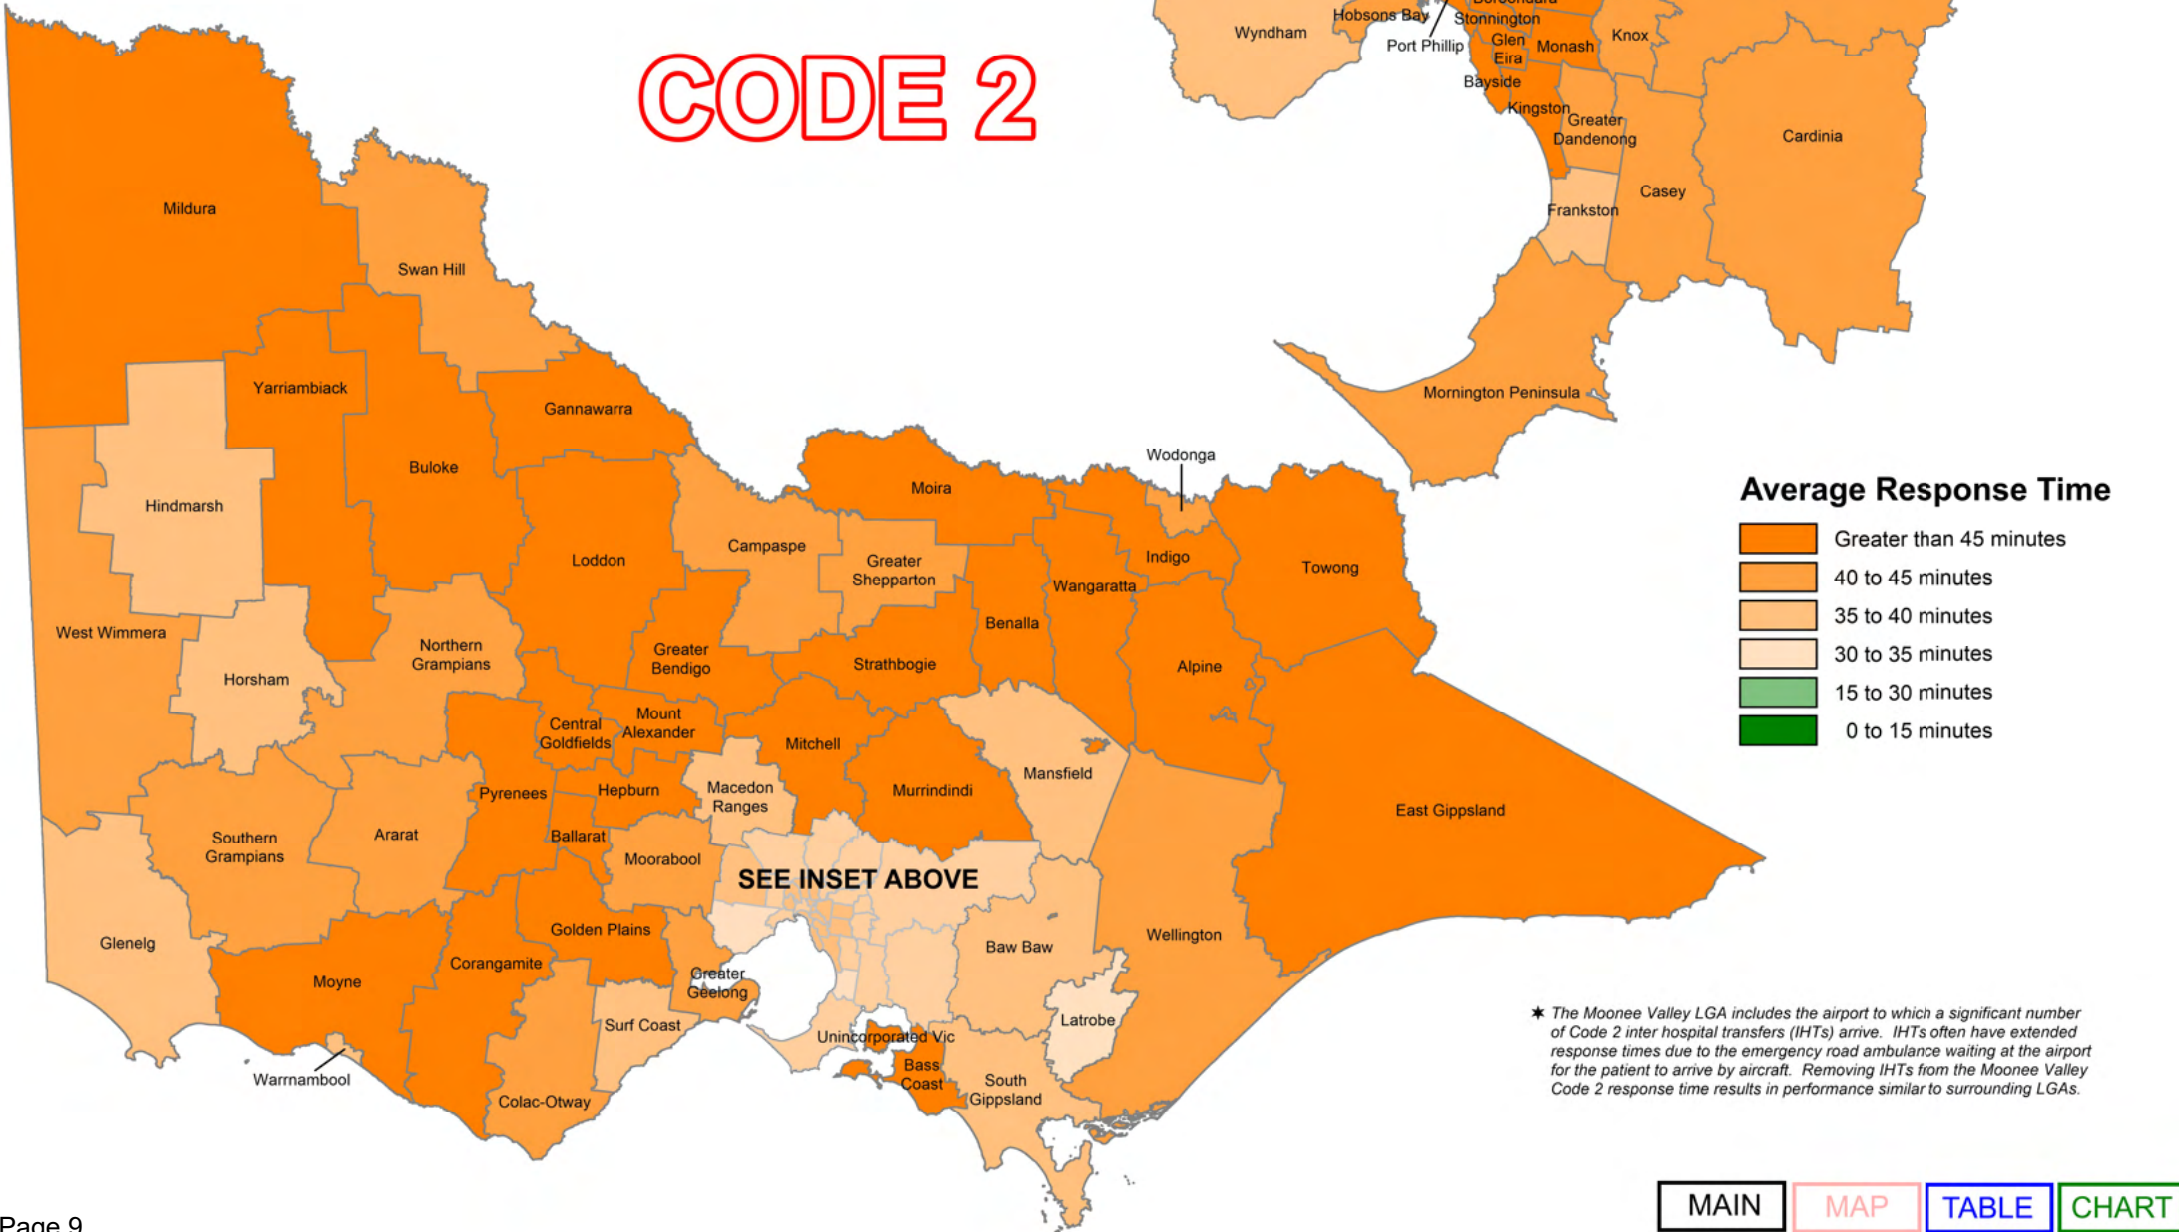 Boroondara
Hobsons Bay
Stonnington
Wyndham
Port Phillip
Glen
Eira
Monash
Knox
Bayside
Kingston
Greater
Dandenong
Cardinia
Casey
Frankston
Mornington Peninsula
CODE 2
Mildura
Swan Hill
Yarriambiack
Gannawarra
Buloke
Hindmarsh
Wodonga
Moira
Loddon
Campaspe
Greater
Shepparton
Indigo
Wangaratta
Towong
Benalla
West Wimmera
Northern
Grampians
Greater
Bendigo
Strathbogie
Alpine
Horsham
Central
Goldfields
Mount
Alexander
Mitchell
Mansfield
Pyrenees
Hepburn
Macedon
Ranges
Murrindindi
East Gippsland
Southern
Grampians
Ararat
Ballarat
Moorabool
SEE INSET ABOVE
Golden Plains
Glenelg
Baw Baw
Wellington
Corangamite
Moyne
Greater
Geelong
Surf Coast
Latrobe
Unincorporated Vic
Bass
Coast
Warrnambool
Colac-Otway
South
Gippsland
Average Response Time
Greater than 45 minutes
40 to 45 minutes
35 to 40 minutes
30 to 35 minutes
15 to 30 minutes
0 to 15 minutes
✶ The Moonee Valley LGA includes the airport to which a significant number
of Code 2 inter hospital transfers (IHTs) arrive. IHTs often have extended
response times due to the emergency road ambulance waiting at the airport
for the patient to arrive by aircraft. Removing IHTs from the Moonee Valley
Code 2 response time results in performance similar to surrounding LGAs.
MAIN
MAP
TABLE
CHART
Page 9